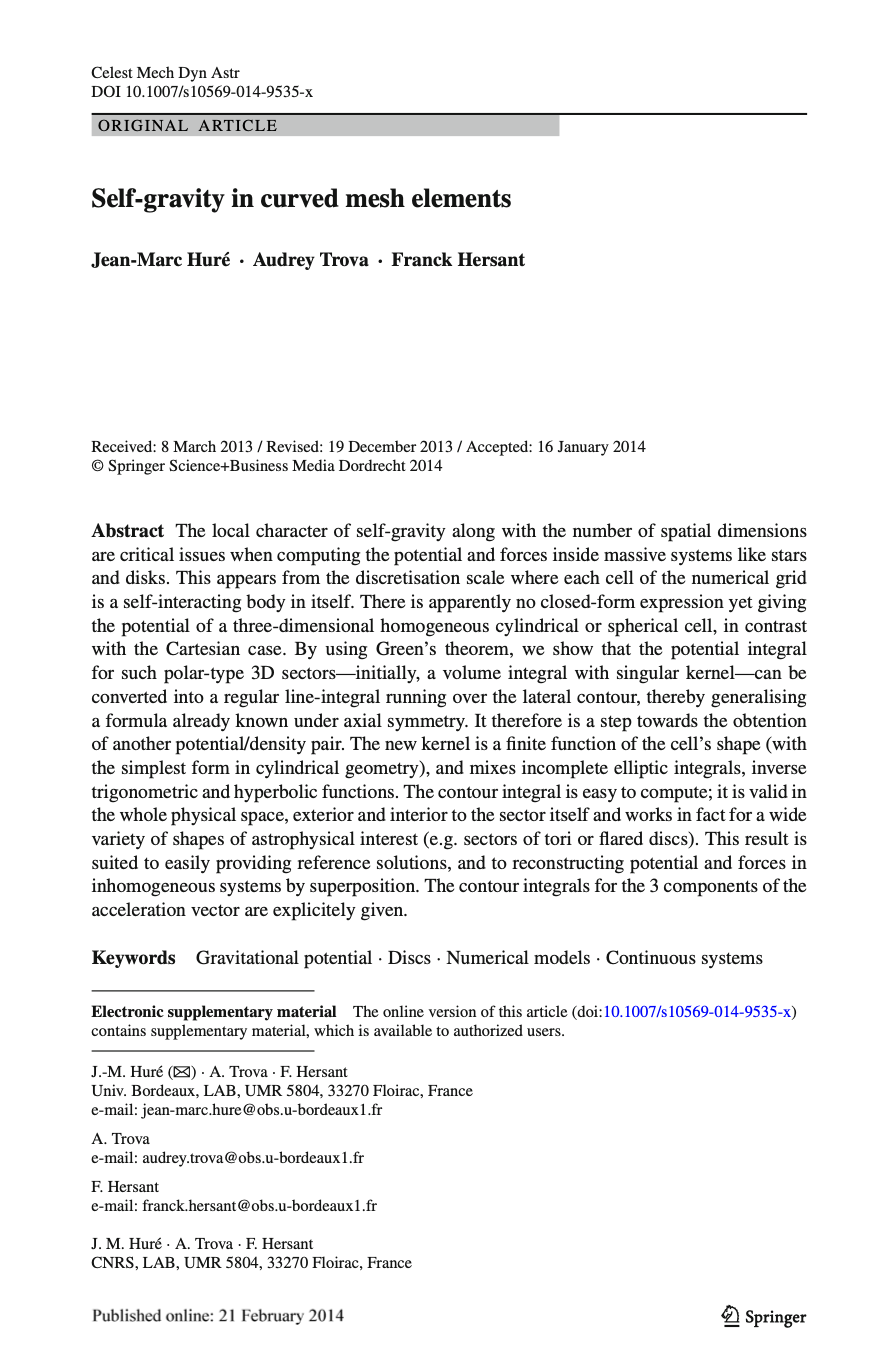 Celest Mech Dyn Astr
DOI 10.1007/s10569-014-9535-x
ORIGINAL ARTICLE
Self-gravity in curved mesh elements
Jean-Marc Huré · Audrey Trova · Franck Hersant
Received: 8 March 2013 / Revised: 19 December 2013 / Accepted: 16 January 2014
© Springer Science+Business Media Dordrecht 2014
Abstract The local character of self-gravity along with the number of spatial dimensions
are critical issues when computing the potential and forces inside massive systems like stars
and disks. This appears from the discretisation scale where each cell of the numerical grid
is a self-interacting body in itself. There is apparently no closed-form expression yet giving
the potential of a three-dimensional homogeneous cylindrical or spherical cell, in contrast
with the Cartesian case. By using Green's theorem, we show that the potential integral
for such polar-type 3D sectors—initially, a volume integral with singular kernel—can be
converted into a regular line-integral running over the lateral contour, thereby generalising
a formula already known under axial symmetry. It therefore is a step towards the obtention
of another potential/density pair. The new kernel is a finite function of the cell's shape (with
the simplest form in cylindrical geometry), and mixes incomplete elliptic integrals, inverse
trigonometric and hyperbolic functions. The contour integral is easy to compute; it is valid in
the whole physical space, exterior and interior to the sector itself and works in fact for a wide
variety of shapes of astrophysical interest (e.g. sectors of tori or flared discs). This result is
suited to easily providing reference solutions, and to reconstructing potential and forces in
inhomogeneous systems by superposition. The contour integrals for the 3 components of the
acceleration vector are explicitely given.
Keywords Gravitational potential · Discs · Numerical models · Continuous systems
Electronic supplementary material The online version of this article (doi:10.1007/s10569-014-9535-x)
contains supplementary material, which is available to authorized users.
J.-M. Huré (✉) · A. Trova · F. Hersant
Univ. Bordeaux, LAB, UMR 5804, 33270 Floirac, France
e-mail: jean-marc.hure@obs.u-bordeaux1.fr
A. Trova
e-mail: audrey.trova@obs.u-bordeaux1.fr
F. Hersant
e-mail: franck.hersant@obs.u-bordeaux1.fr
J. M. Huré · A. Trova · F. Hersant
CNRS, LAB, UMR 5804, 33270 Floirac, France
Published online: 21 February 2014
Springer